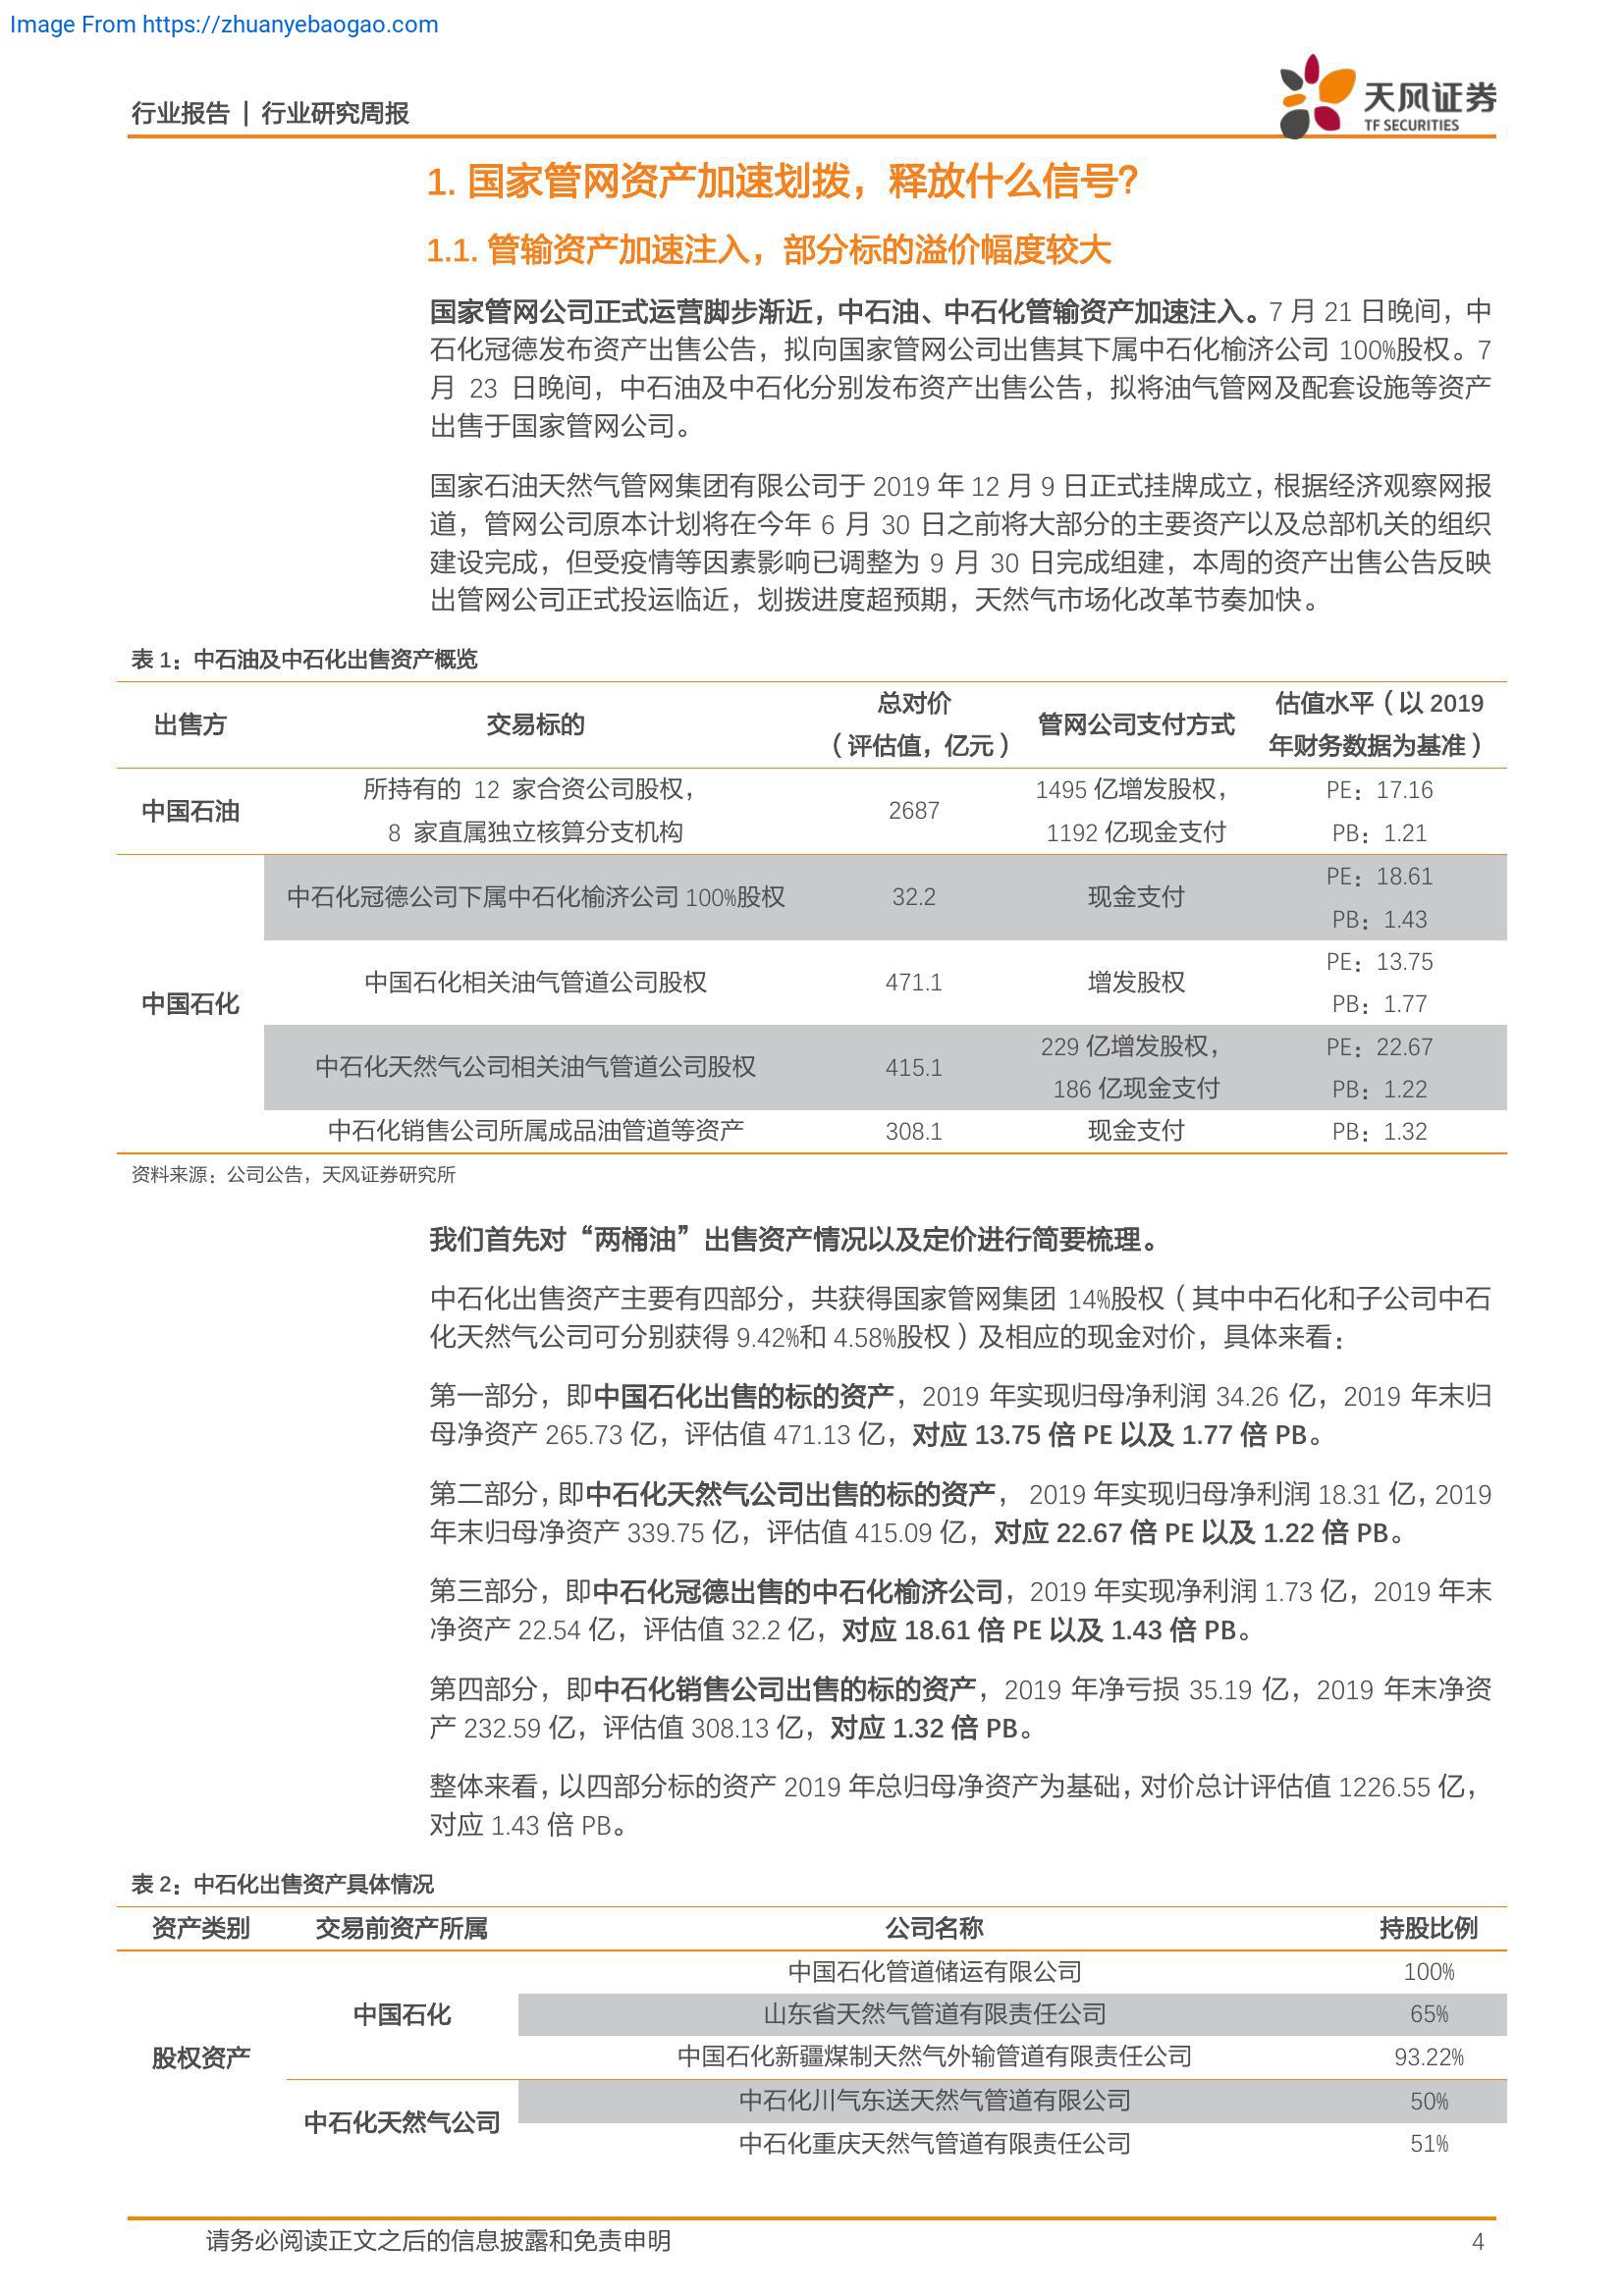 Image From https://zhuanyebaogao.com
行业报告 | 行业研究周报
天风证券
TF SECURITIES
1. 国家管网资产加速划拨，释放什么信号？
1.1. 管输资产加速注入，部分标的溢价幅度较大
国家管网公司正式运营脚步渐近，中石油、中石化管输资产加速注入。7 月 21 日晚间，中
石化冠德发布资产出售公告，拟向国家管网公司出售其下属中石化榆济公司 100%股权。7
月 23 日晚间，中石油及中石化分别发布资产出售公告，拟将油气管网及配套设施等资产
出售于国家管网公司。
国家石油天然气管网集团有限公司于 2019 年 12 月 9 日正式挂牌成立，根据经济观察网报
道，管网公司原本计划将在今年 6 月 30 日之前将大部分的主要资产以及总部机关的组织
建设完成，但受疫情等因素影响已调整为 9 月 30 日完成组建，本周的资产出售公告反映
出管网公司正式投运临近，划拨进度超预期，天然气市场化改革节奏加快。
表 1：中石油及中石化出售资产概览
出售方 交易标的 总对价（评估值，亿元） 管网公司支付方式 估值水平（以 2019 年财务数据为基准）
中国石油 所持有的 12 家合资公司股权，8 家直属独立核算分支机构 2687 1495 亿增发股权，1192 亿现金支付 PE：17.16 PB：1.21
中国石化
中石化冠德公司下属中石化榆济公司 100%股权 32.2 现金支付 PE：18.61 PB：1.43
中国石化相关油气管道公司股权 471.1 增发股权 PE：13.75 PB：1.77
中石化天然气公司相关油气管道公司股权 415.1 229 亿增发股权，186 亿现金支付 PE：22.67 PB：1.22
中石化销售公司所属成品油管道等资产 308.1 现金支付 PB：1.32
资料来源：公司公告，天风证券研究所
我们首先对“两桶油”出售资产情况以及定价进行简要梳理。
中石化出售资产主要有四部分，共获得国家管网集团 14%股权（其中中石化和子公司中石
化天然气公司可分别获得 9.42%和 4.58%股权）及相应的现金对价，具体来看：
第一部分，即中国石化出售的标的资产，2019 年实现归母净利润 34.26 亿，2019 年末归
母净资产 265.73 亿，评估值 471.13 亿，对应 13.75 倍 PE 以及 1.77 倍 PB。
第二部分，即中石化天然气公司出售的标的资产， 2019 年实现归母净利润 18.31 亿，2019
年末归母净资产 339.75 亿，评估值 415.09 亿，对应 22.67 倍 PE 以及 1.22 倍 PB。
第三部分，即中石化冠德出售的中石化榆济公司，2019 年实现净利润 1.73 亿，2019 年末
净资产 22.54 亿，评估值 32.2 亿，对应 18.61 倍 PE 以及 1.43 倍 PB。
第四部分，即中石化销售公司出售的标的资产，2019 年净亏损 35.19 亿，2019 年末净资
产 232.59 亿，评估值 308.13 亿，对应 1.32 倍 PB。
整体来看，以四部分标的资产 2019 年总归母净资产为基础，对价总计评估值 1226.55 亿，
对应 1.43 倍 PB。
表 2：中石化出售资产具体情况
资产类别 交易前资产所属 公司名称 持股比例
股权资产
中国石化
中国石化管道储运有限公司 100%
山东省天然气管道有限责任公司 65%
中国石化新疆煤制天然气外输管道有限责任公司 93.22%
中石化天然气公司
中石化川气东送天然气管道有限公司 50%
中石化重庆天然气管道有限责任公司 51%
请务必阅读正文之后的信息披露和免责申明 4